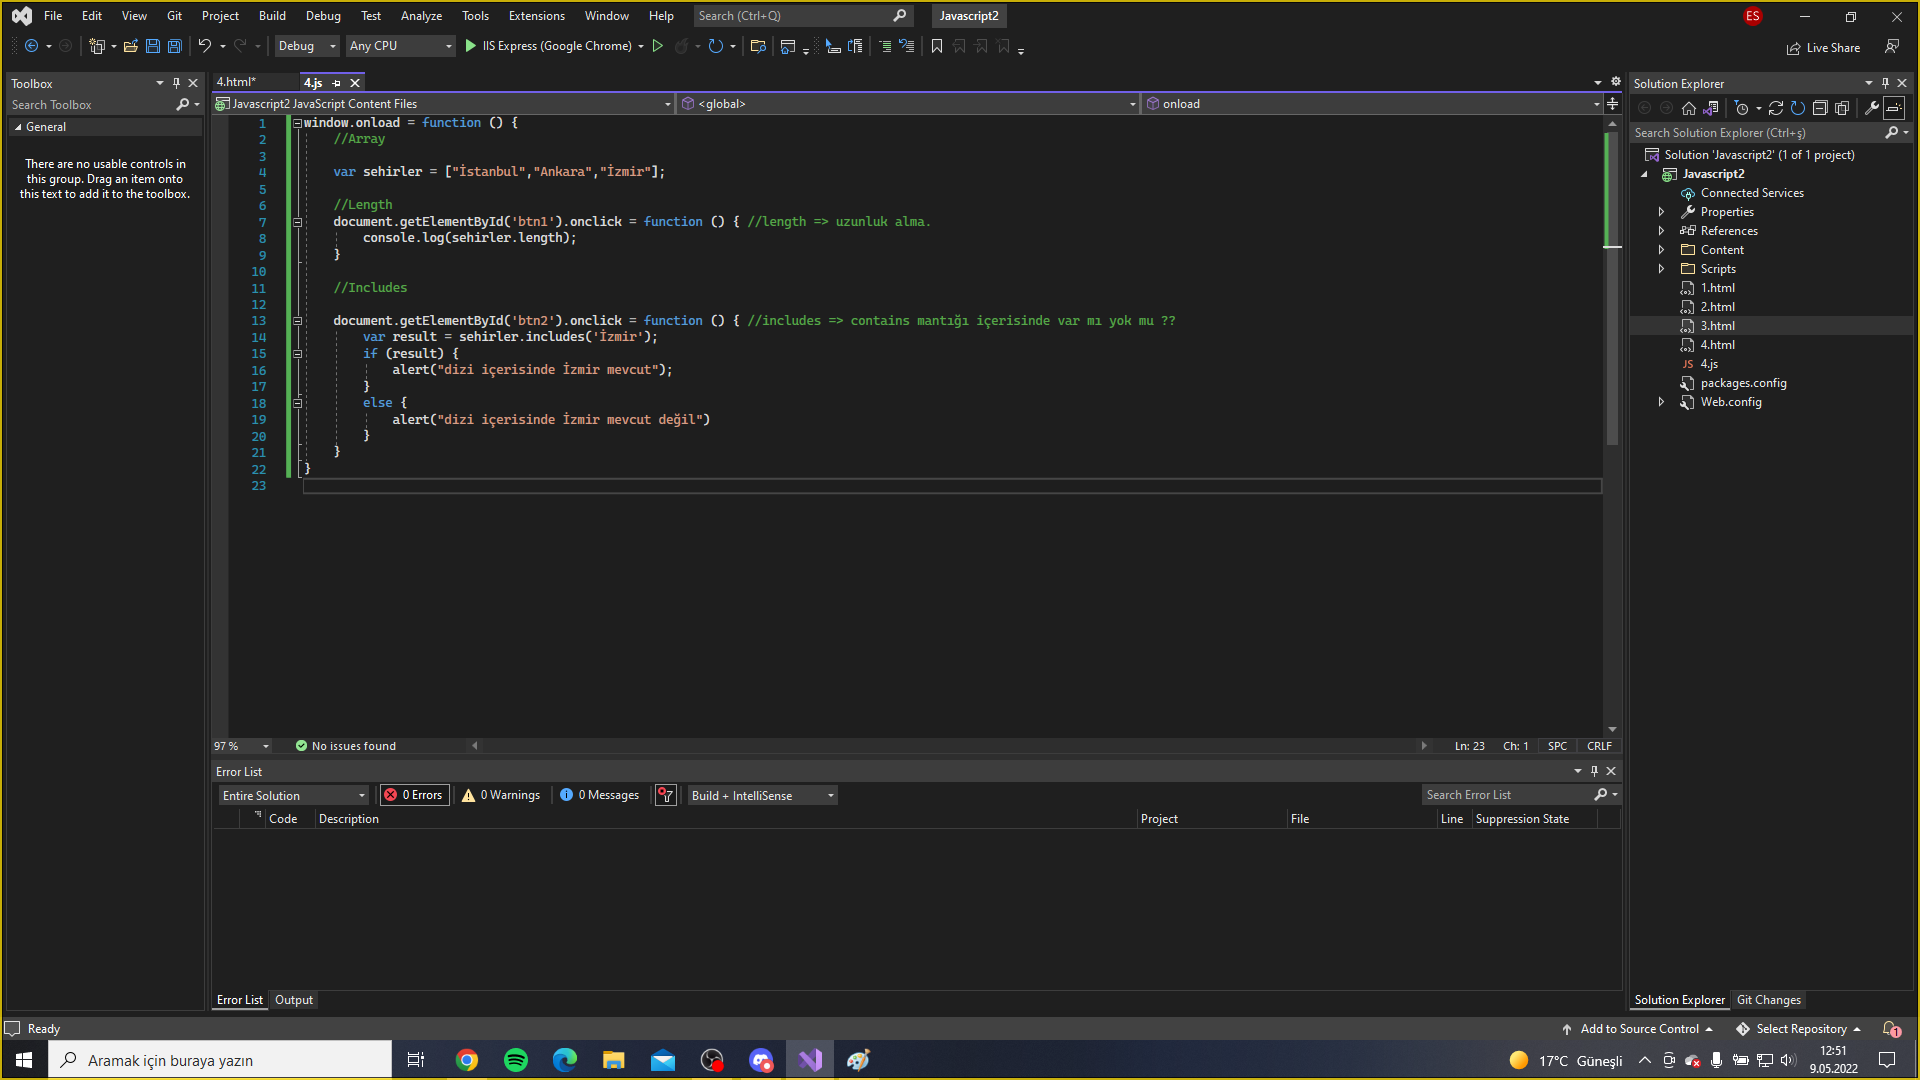 File Edit View Git Project Build Debug Test Analyze Tools Extensions Window Help Search (Ctrl+Q) Javascript2 ES
Debug Any CPU IIS Express (Google Chrome) Live Share
Toolbox
Search Toolbox
General
There are no usable controls in
this group. Drag an item onto
this text to add it to the toolbox.
4.html* 4.js
Javascript2 JavaScript Content Files <global> onload
1 window.onload = function () {
2 //Array
3
4 var sehirler = ["İstanbul","Ankara","İzmir"];
5
6 //Length
7 document.getElementById('btn1').onclick = function () { //length => uzunluk alma.
8 console.log(sehirler.length);
9 }
10
11 //Includes
12
13 document.getElementById('btn2').onclick = function () { //includes => contains mantığı içerisinde var mı yok mu ??
14 var result = sehirler.includes('İzmir');
15 if (result) {
16 alert("dizi içerisinde İzmir mevcut");
17 }
18 else {
19 alert("dizi içerisinde İzmir mevcut değil")
20 }
21 }
22 }
23
97 % No issues found Ln: 23 Ch: 1 SPC CRLF
Error List
Entire Solution 0 Errors 0 Warnings 0 Messages Build + IntelliSense Search Error List
Code Description Project File Line Suppression State
Error List Output
Solution Explorer
Search Solution Explorer (Ctrl+ş)
Solution 'Javascript2' (1 of 1 project)
Javascript2
Connected Services
Properties
References
Content
Scripts
1.html
2.html
3.html
4.html
JS 4.js
packages.config
Web.config
Solution Explorer Git Changes
Ready Add to Source Control Select Repository 1
Aramak için buraya yazın 17°C Güneşli 12:51
9.05.2022